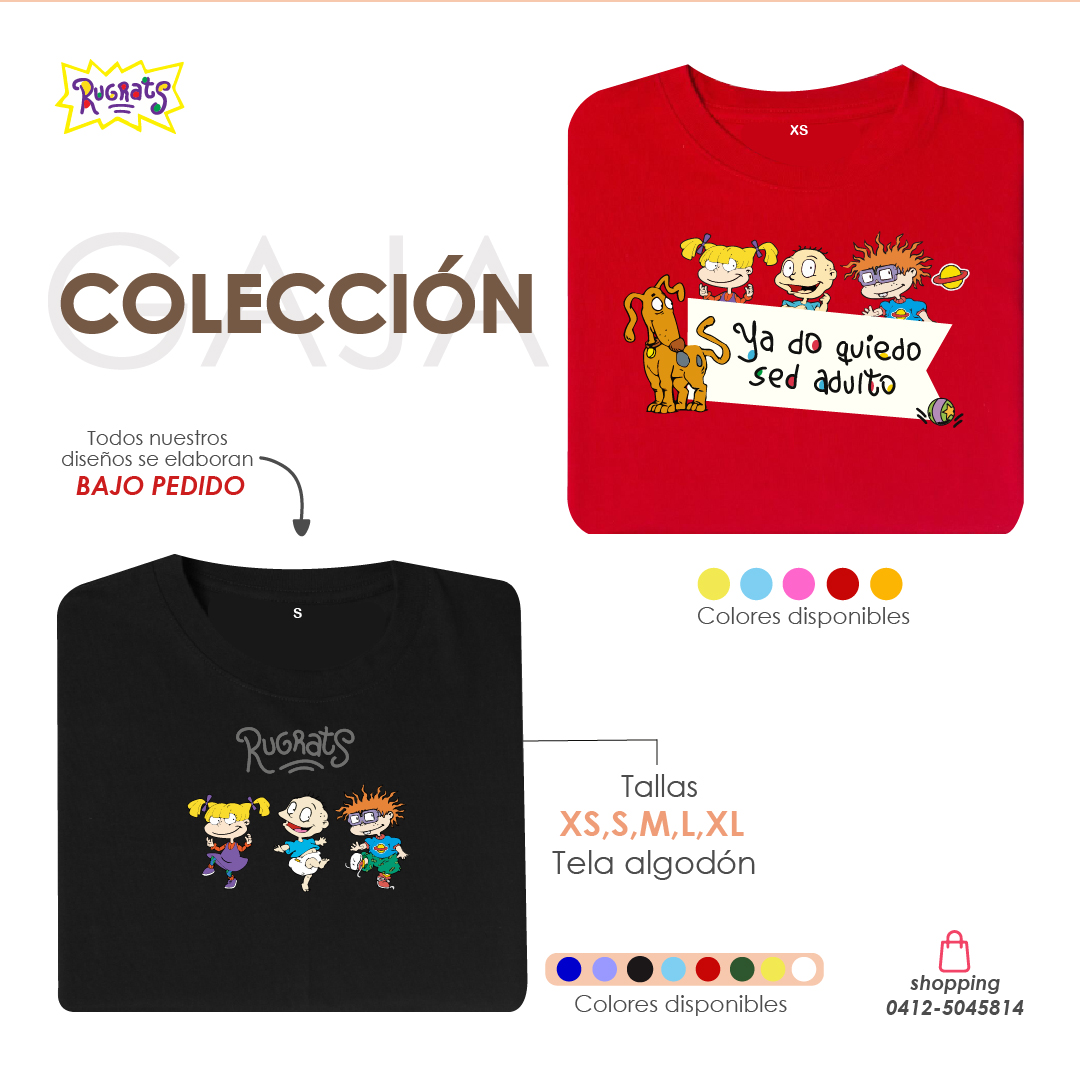 RUGRATS
XS
GAJA
COLECCIÓN
Ya do quiedo
sed adulto
Todos nuestros
diseños se elaboran
BAJO PEDIDO
Colores disponibles
S
RUGRATS
Tallas
XS,S,M,L,XL
Tela algodón
Colores disponibles
shopping
0412-5045814